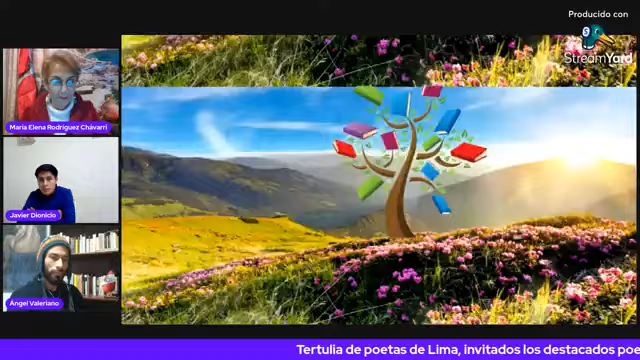 Producido con
StreamYard
María Elena Rodríguez Chávarri
Javier Dionicio
Ángel Valeriano
Tertulia de poetas de Lima, invitados los destacados poe